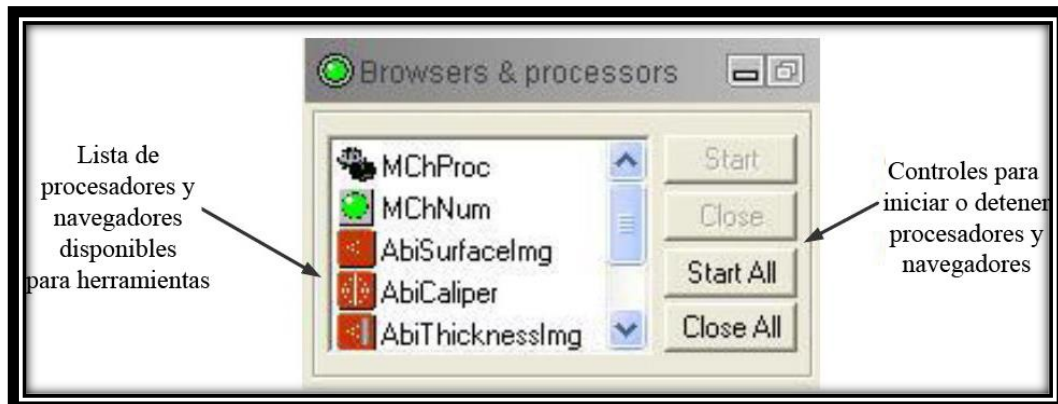 Browsers & processors
Lista de
procesadores y
navegadores
disponibles
para herramientas
MChProc
MChNum
AbiSurfaceImg
AbiCaliper
AbiThicknessImg
Start
Close
Start All
Close All
Controles para
iniciar o detener
procesadores y
navegadores